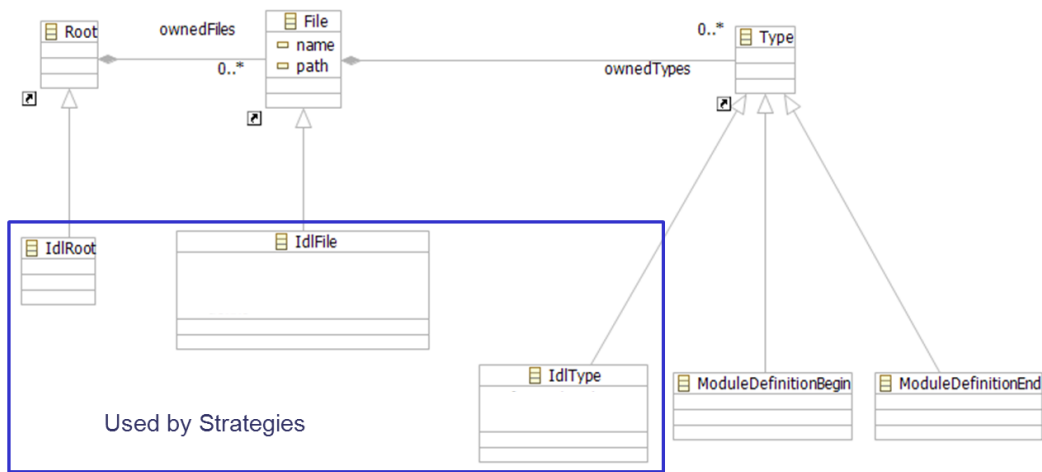 Root
ownedFiles
0..*
File
name
path
0..*
ownedTypes
Type
IdlRoot
IdlFile
IdlType
ModuleDefinitionBegin
ModuleDefinitionEnd
Used by Strategies